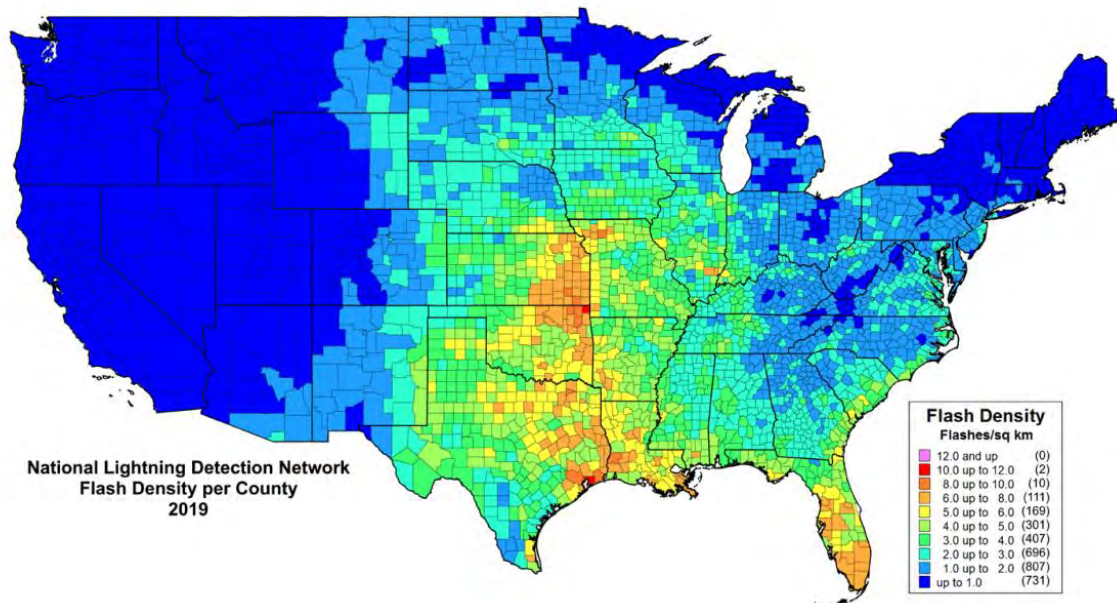 National Lightning Detection Network
Flash Density per County
2019
Flash Density
Flashes/sq km
12.0 and up (0)
10.0 up to 12.0 (2)
8.0 up to 10.0 (10)
6.0 up to 8.0 (111)
5.0 up to 6.0 (169)
4.0 up to 5.0 (301)
3.0 up to 4.0 (407)
2.0 up to 3.0 (696)
1.0 up to 2.0 (807)
up to 1.0 (731)